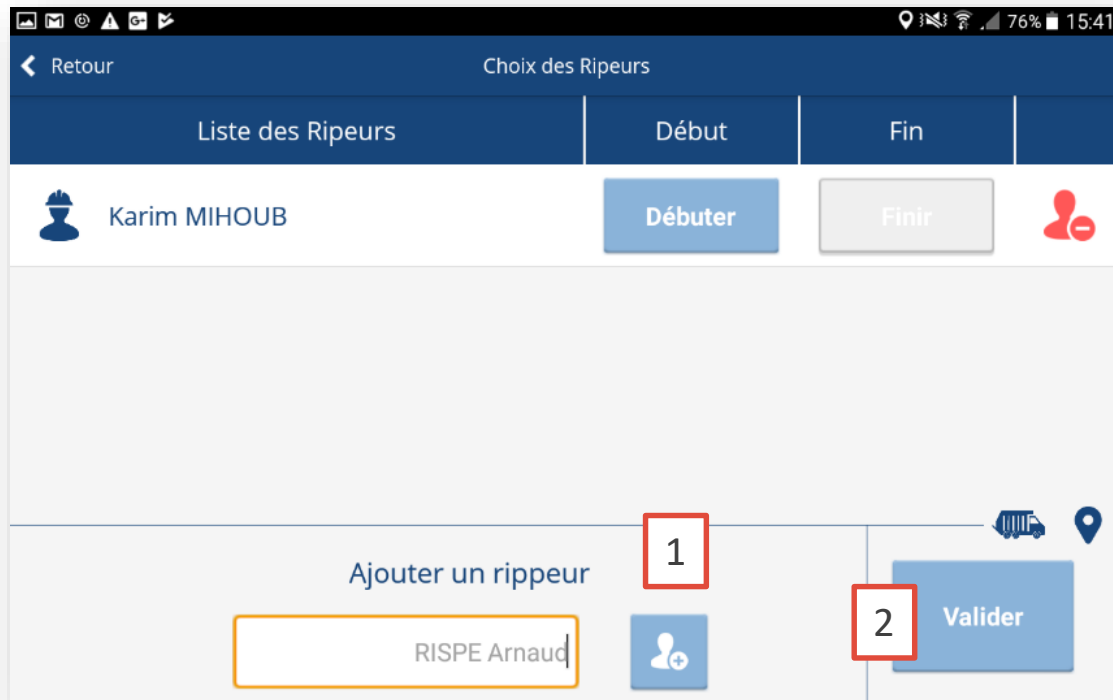 76% 15:41
Retour
Choix des Ripeurs
Liste des Ripeurs
Début
Fin
Karim MIHOUB
Débuter
Finir
1
Ajouter un rippeur
2
Valider
RISPE Arnaud